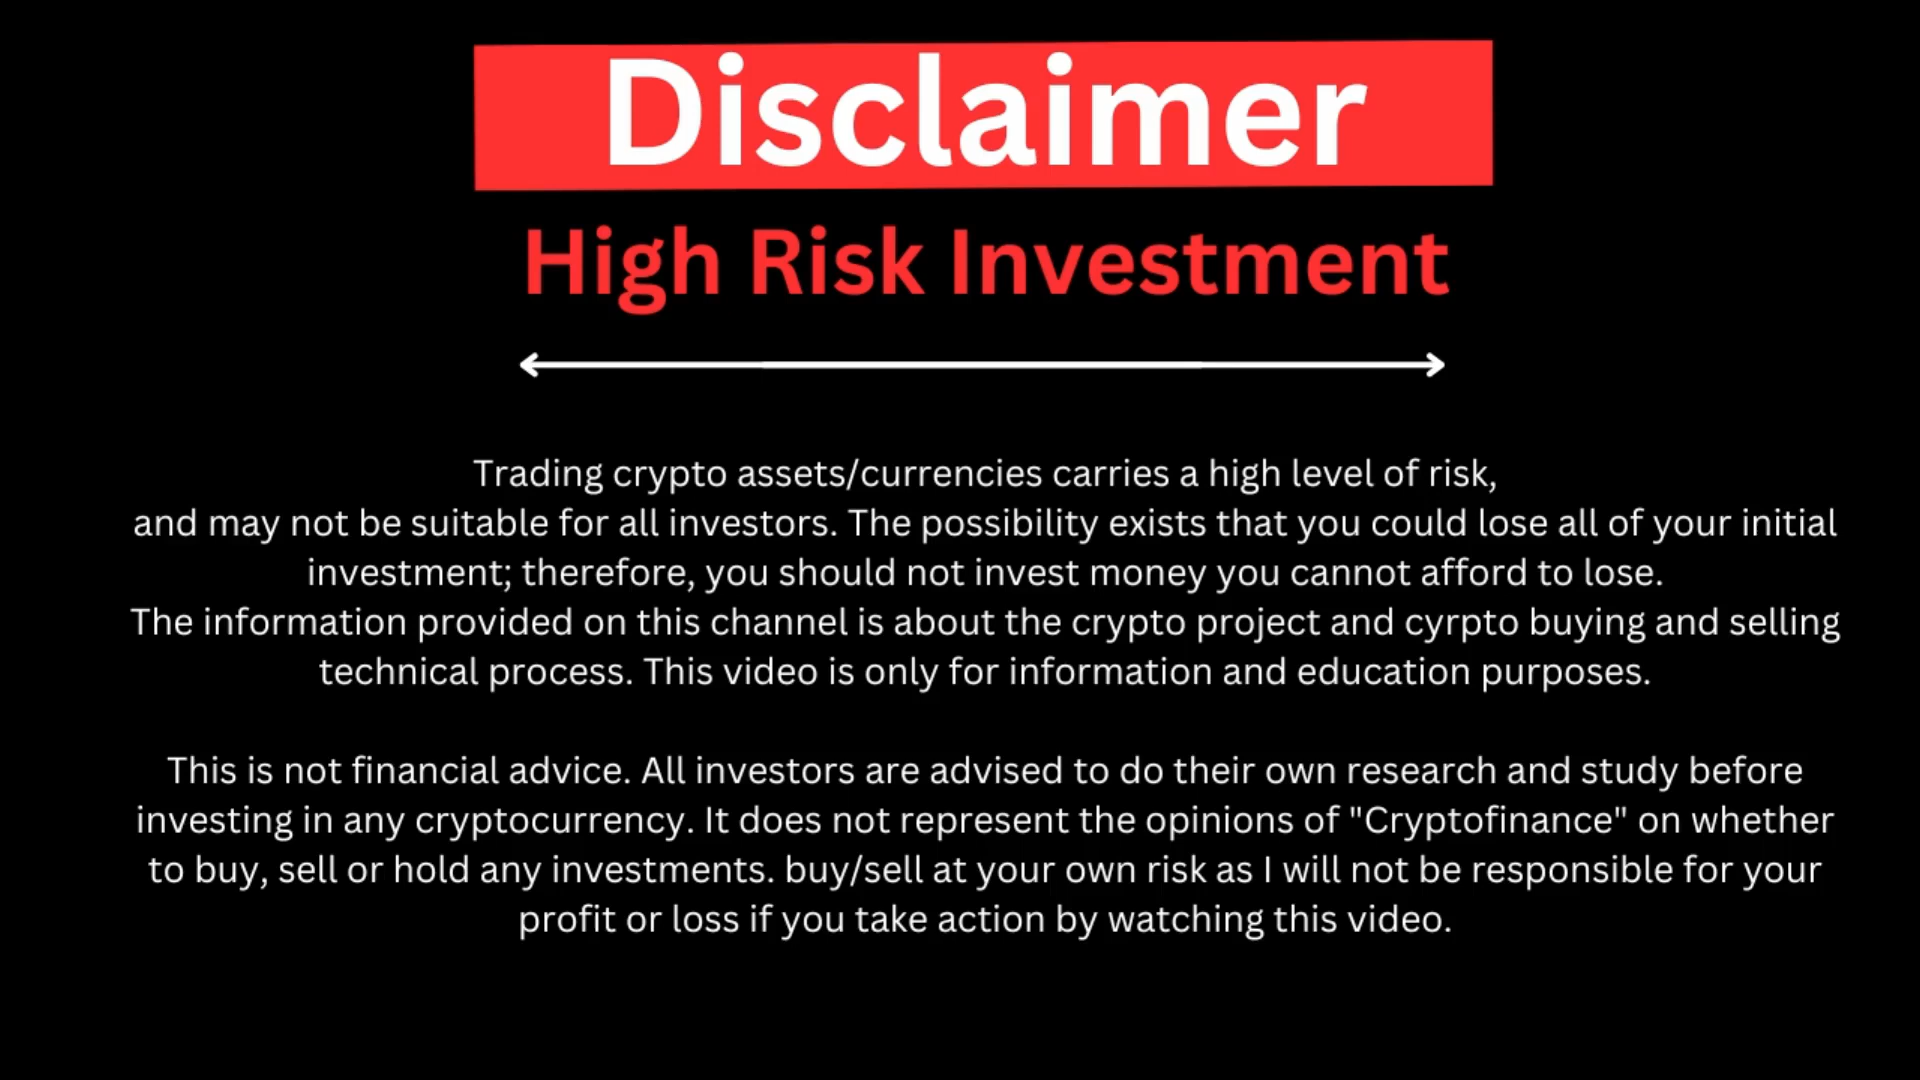 Disclaimer
High Risk Investment
Trading crypto assets/currencies carries a high level of risk,
and may not be suitable for all investors. The possibility exists that you could lose all of your initial
investment; therefore, you should not invest money you cannot afford to lose.
The information provided on this channel is about the crypto project and cyrpto buying and selling
technical process. This video is only for information and education purposes.
This is not financial advice. All investors are advised to do their own research and study before
investing in any cryptocurrency. It does not represent the opinions of "Cryptofinance" on whether
to buy, sell or hold any investments. buy/sell at your own risk as I will not be responsible for your
profit or loss if you take action by watching this video.